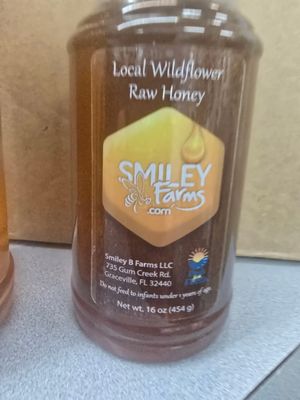 Local Wildflower
Raw Honey
SMILEY
Farms
.com
Smiley B Farms LLC
735 Gum Creek Rd.
Graceville, FL 32440
Do not feed to infants under 1 years of age.
Net wt. 16 oz (454 g)